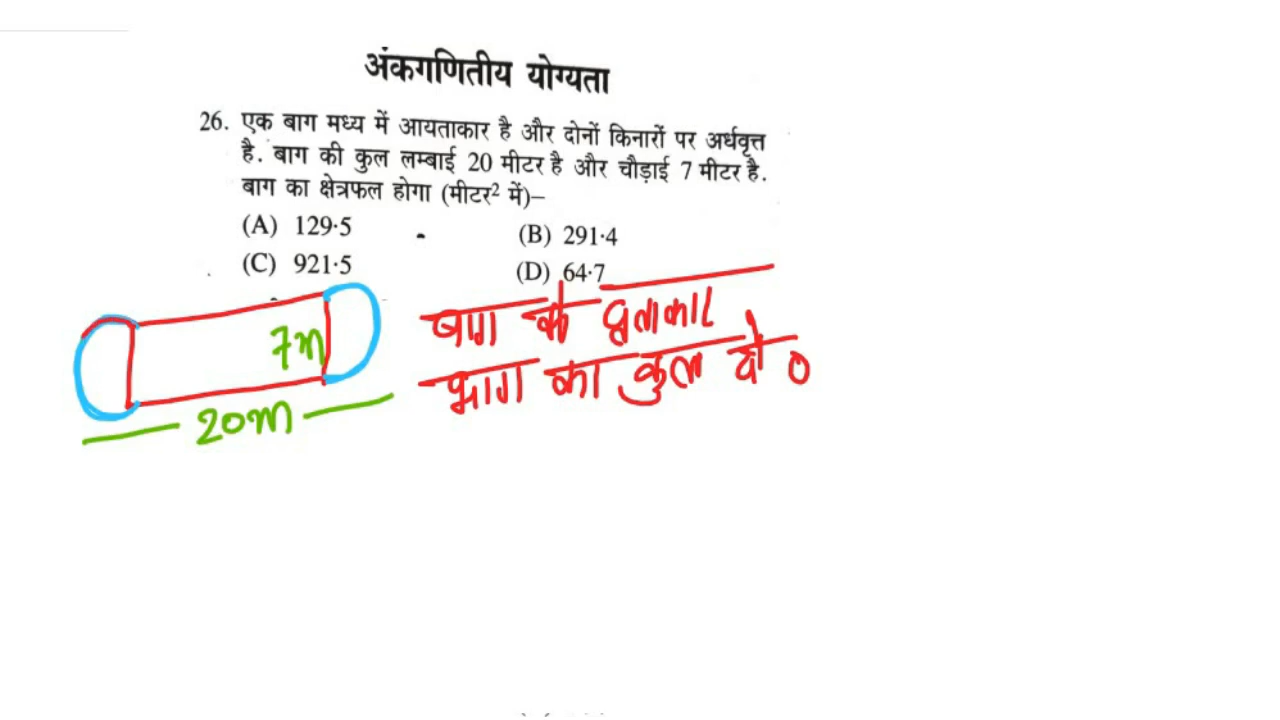 अंकगणितीय योग्यता
26. एक बाग मध्य में आयताकार है और दोनों किनारों पर अर्धवृत्त
है. बाग की कुल लम्बाई 20 मीटर है और चौड़ाई 7 मीटर है.
बाग का क्षेत्रफल होगा (मीटर² में)–
(A) 129·5 (B) 291·4
(C) 921·5 (D) 64·7
7m
20m
बाग के
भाग का कुल